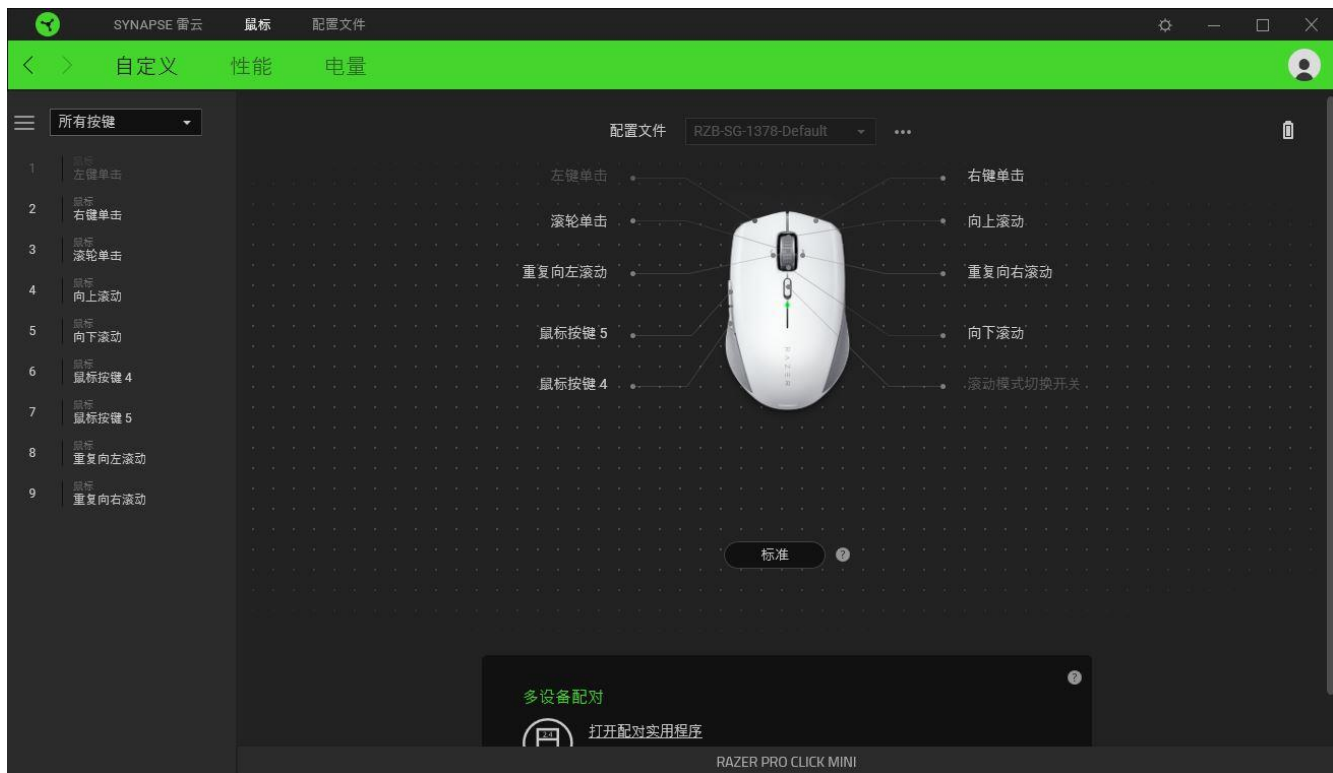 SYNAPSE 雷云 鼠标 配置文件
自定义 性能 电量
所有按键
配置文件 RZB-SG-1378-Default
1 鼠标
左键单击
2 鼠标
右键单击
3 鼠标
滚轮单击
4 鼠标
向上滚动
5 鼠标
向下滚动
6 鼠标
鼠标按键 4
7 鼠标
鼠标按键 5
8 鼠标
重复向左滚动
9 鼠标
重复向右滚动
左键单击 右键单击
滚轮单击 向上滚动
重复向左滚动 重复向右滚动
鼠标按键 5 向下滚动
鼠标按键 4 滚动模式切换开关
RAZER
标准 ?
?
多设备配对
2.4 打开配对实用程序
RAZER PRO CLICK MINI